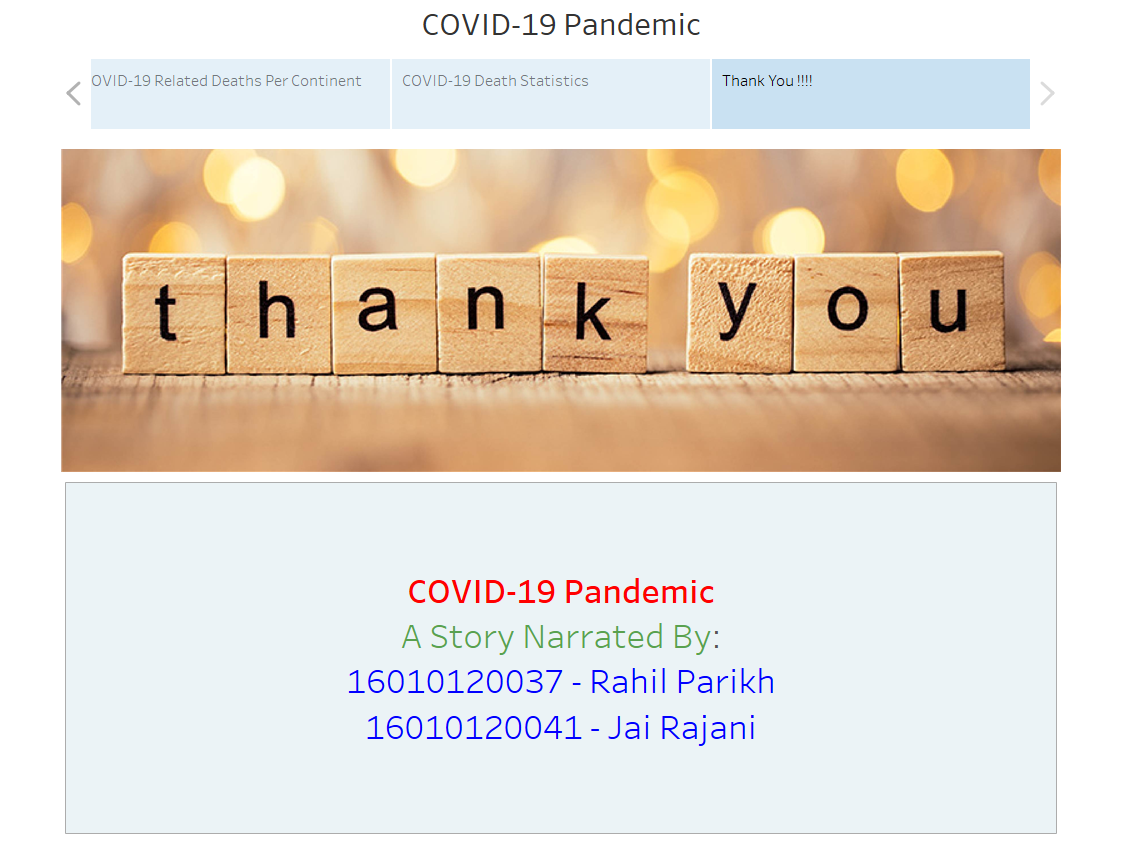 COVID-19 Pandemic
OVID-19 Related Deaths Per Continent
COVID-19 Death Statistics
Thank You !!!!
thank you
COVID-19 Pandemic
A Story Narrated By:
16010120037 - Rahil Parikh
16010120041 - Jai Rajani